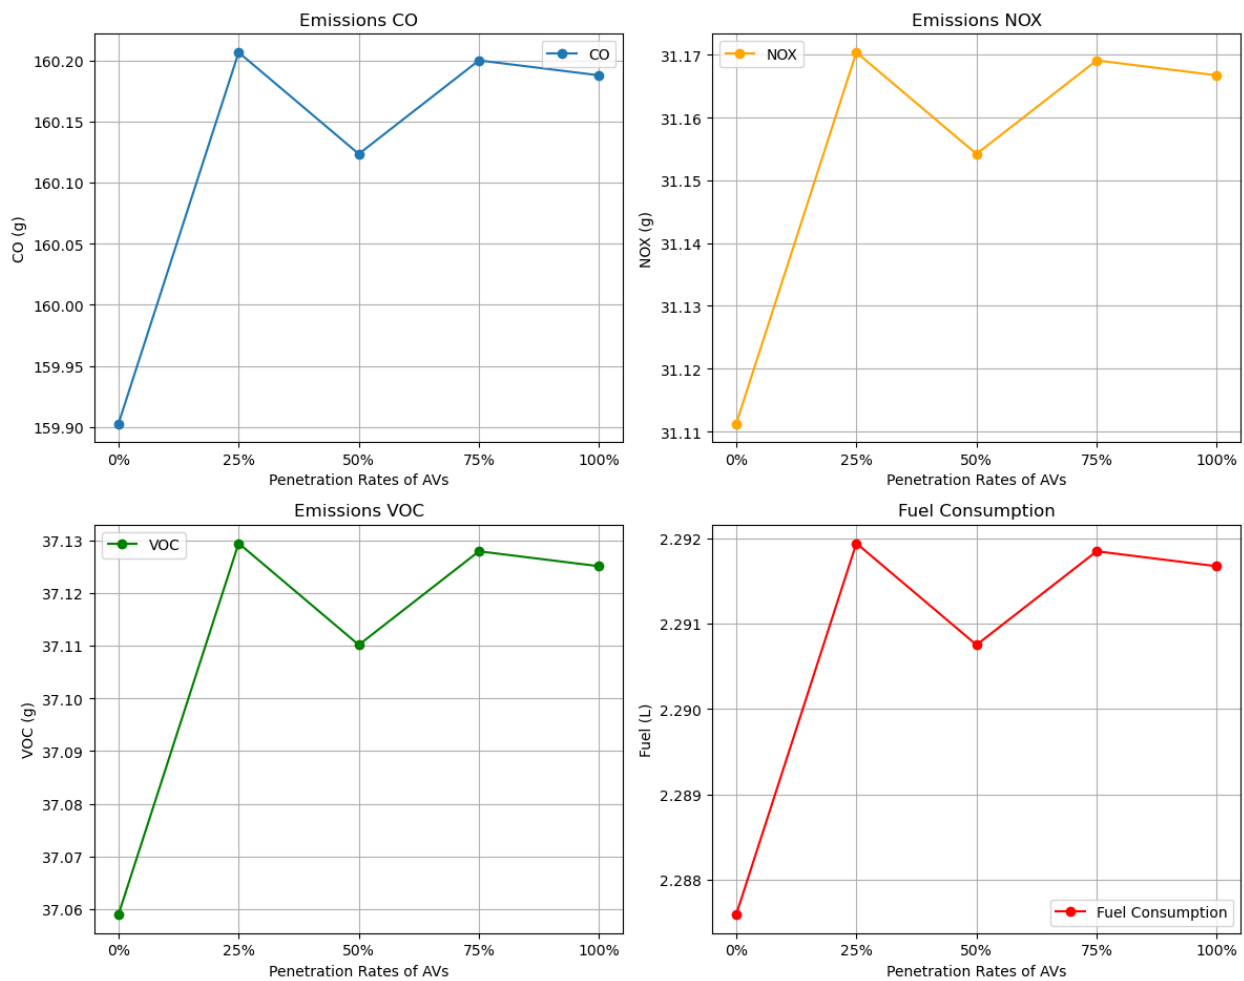 Emissions CO
160.20
160.15
160.10
160.05
160.00
159.95
159.90
CO (g)
CO
0% 25% 50% 75% 100%
Penetration Rates of AVs
Emissions NOX
31.17
31.16
31.15
31.14
31.13
31.12
31.11
NOX (g)
NOX
0% 25% 50% 75% 100%
Penetration Rates of AVs
Emissions VOC
37.13
37.12
37.11
37.10
37.09
37.08
37.07
37.06
VOC (g)
VOC
0% 25% 50% 75% 100%
Penetration Rates of AVs
Fuel Consumption
2.292
2.291
2.290
2.289
2.288
Fuel (L)
Fuel Consumption
0% 25% 50% 75% 100%
Penetration Rates of AVs